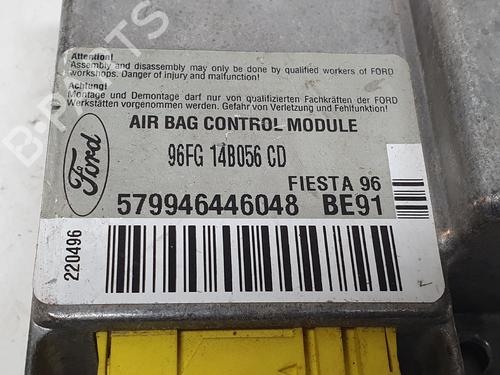 Attention!
Assembly and disassembly may only be done by qualified workers of FORD
workshops. Danger of injury and malfunction!
Achtung!
Montage und Demontage darf nur von qualifizierten Fachkräften der FORD
Werkstätten vorgenommen werden. Gefahr von Verletzung und Fehlfunktion!
AIR BAG CONTROL MODULE
Ford
96FG 14B056 CD
FIESTA 96
579946446048 BE91
220496
B-PARTS